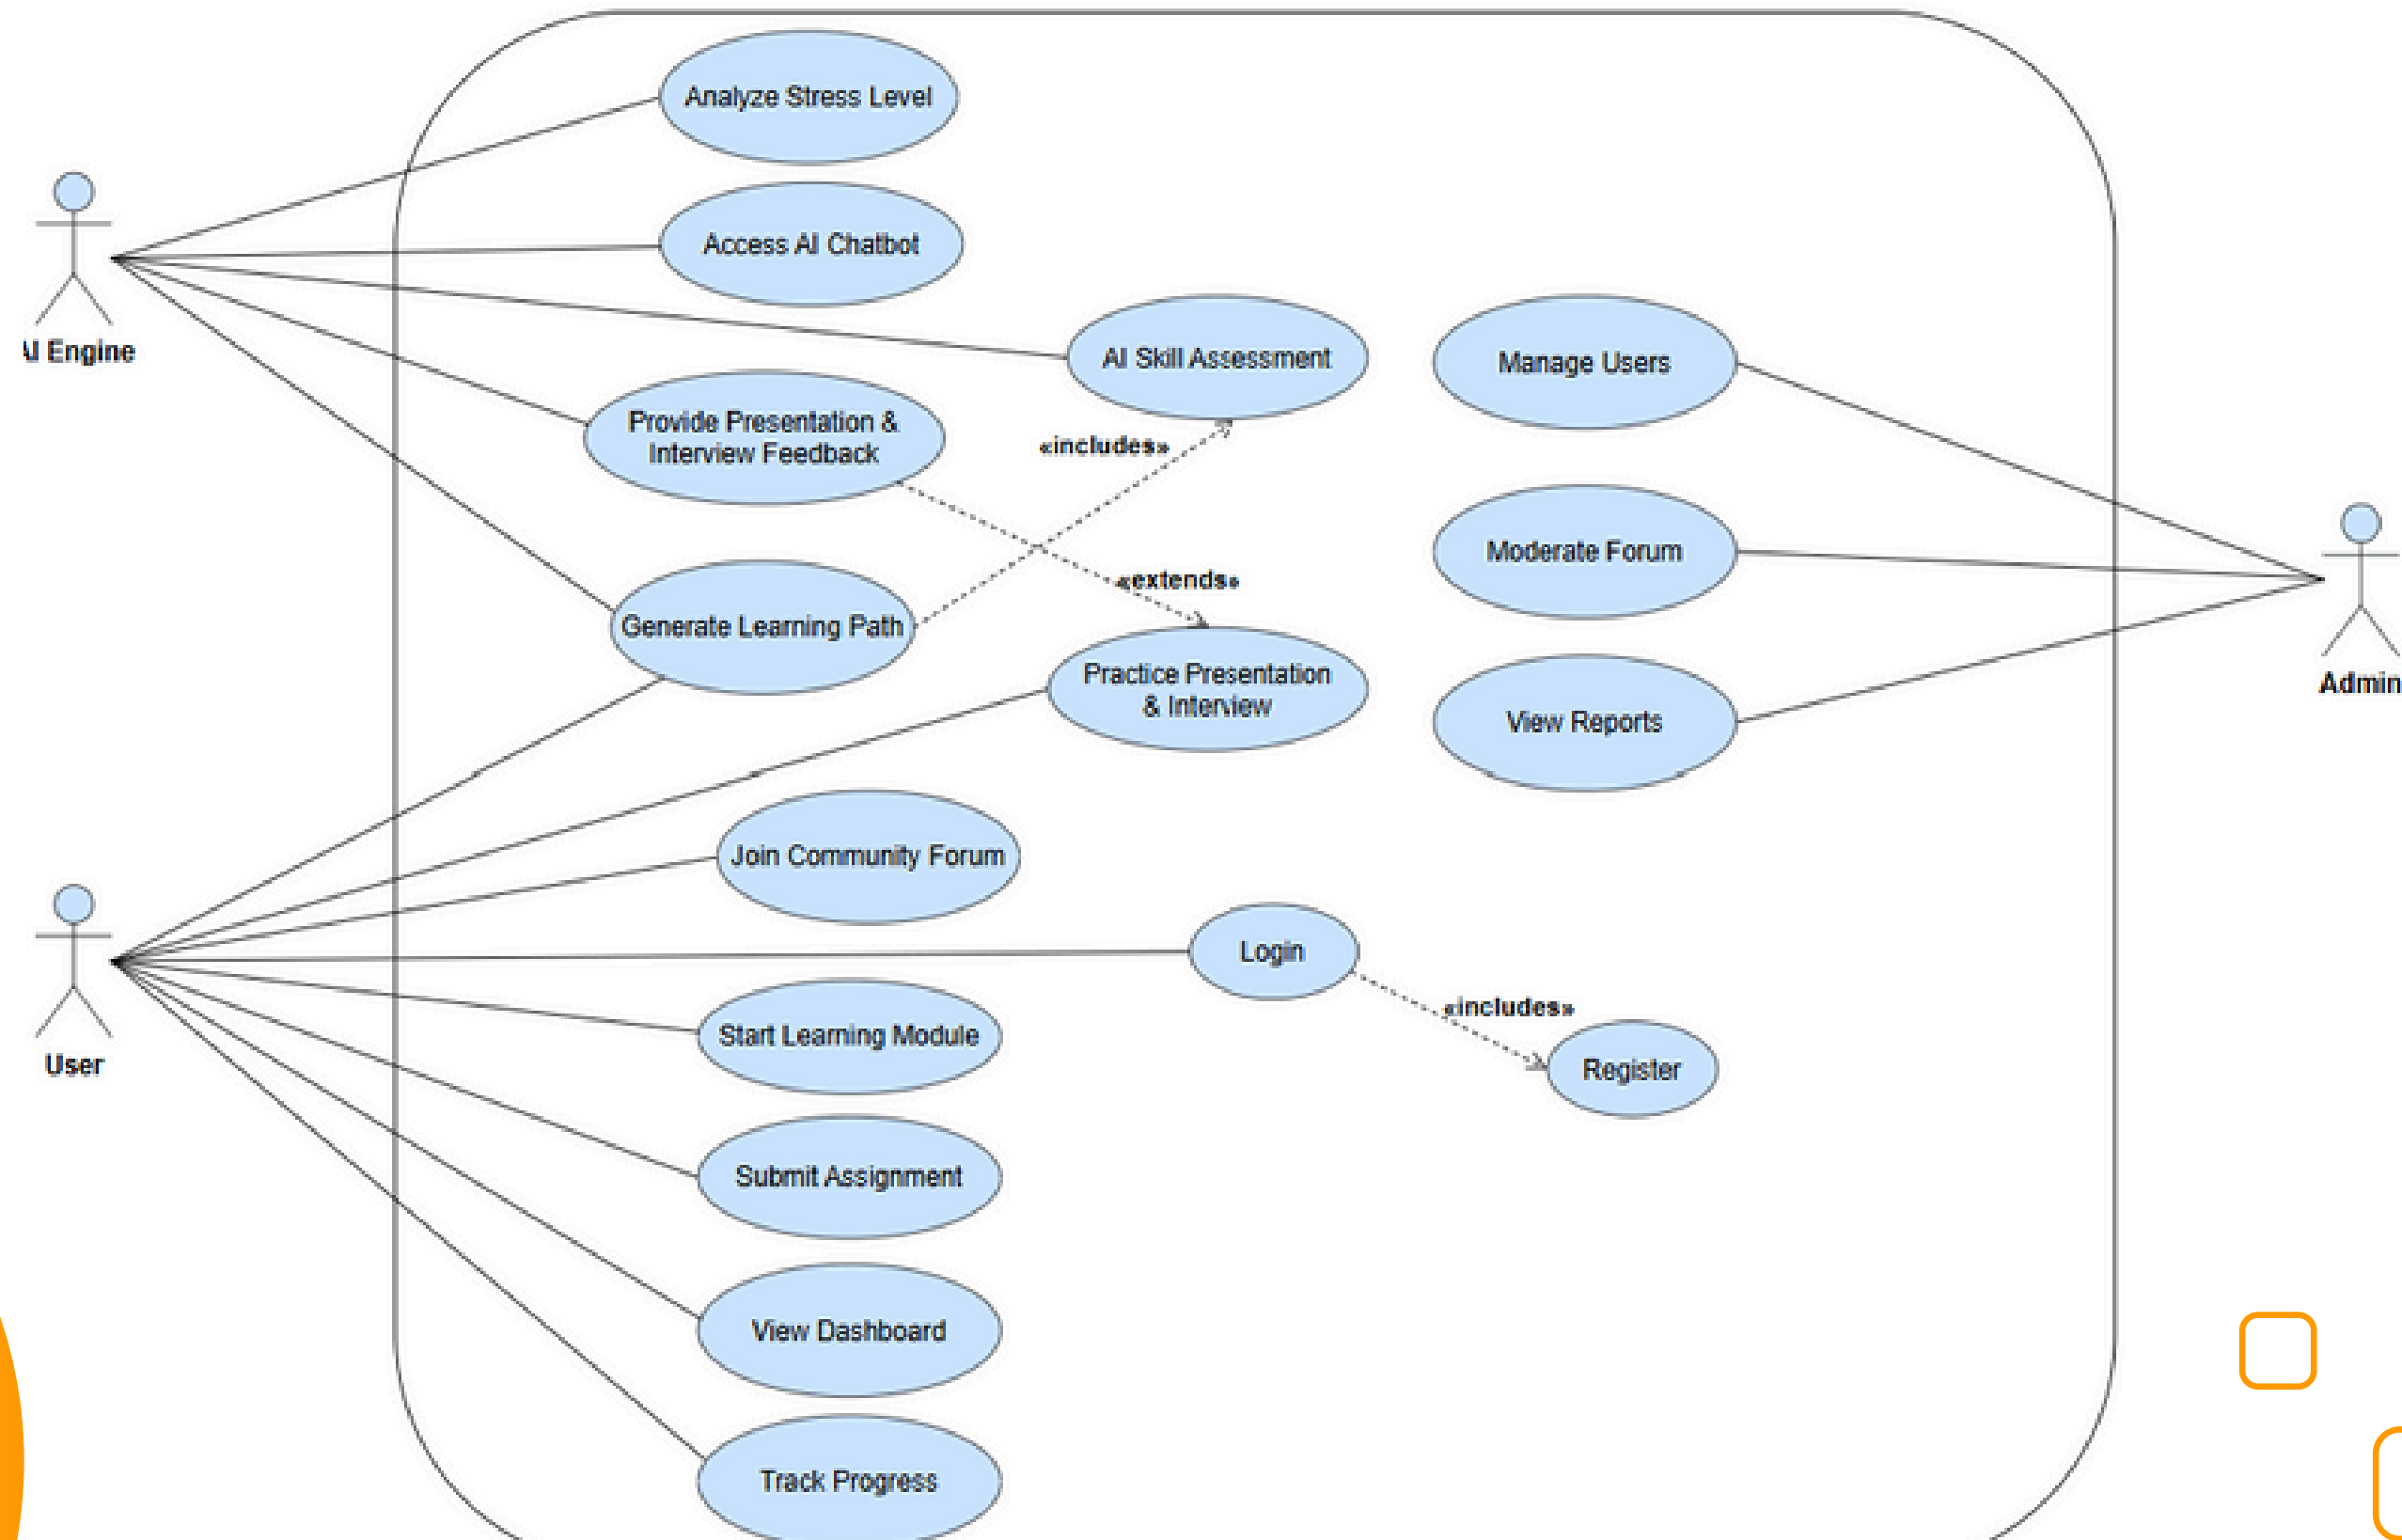 Analyze Stress Level
Access AI Chatbot
AI Engine
AI Skill Assessment
Manage Users
Provide Presentation &
Interview Feedback
«includes»
Moderate Forum
«extends»
Generate Learning Path
Practice Presentation
& Interview
Admin
View Reports
Join Community Forum
Login
«includes»
Start Learning Module
User
Register
Submit Assignment
View Dashboard
Track Progress